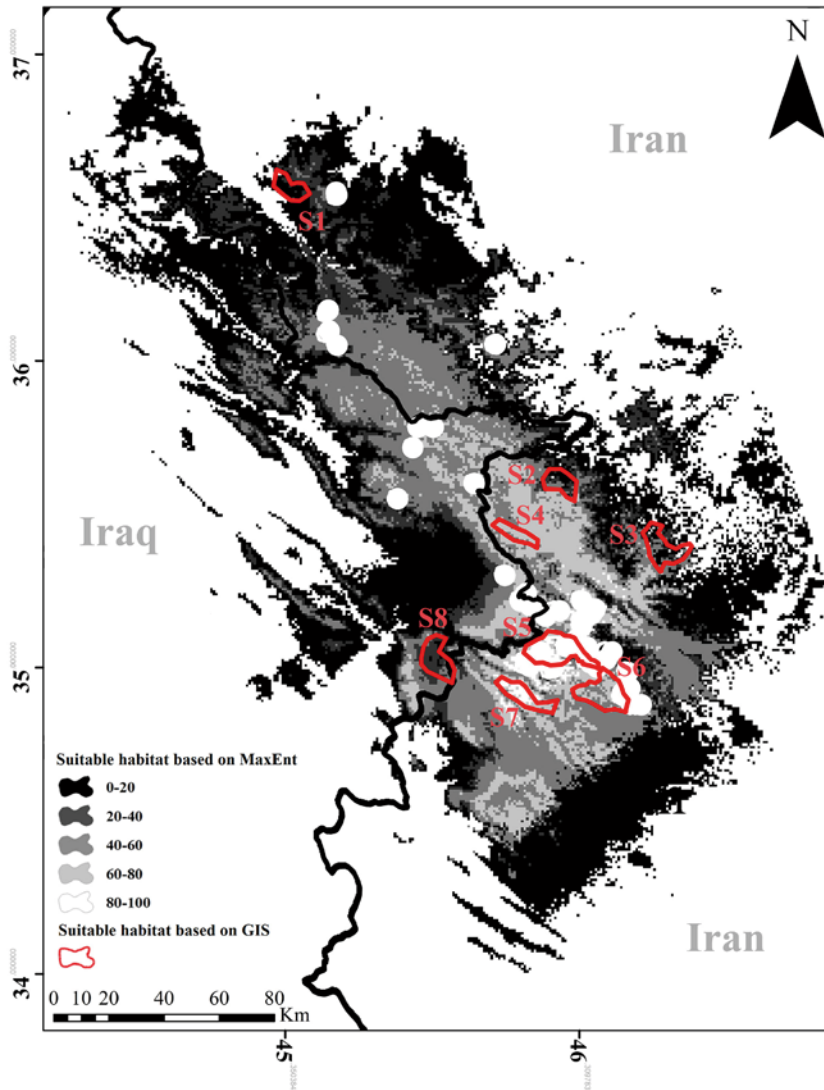 N
37
Iran
S1
36
S2
S4
S3
Iraq
S5
S8
S6
35
S7
Suitable habitat based on MaxEnt
0-20
20-40
40-60
60-80
80-100
Suitable habitat based on GIS
Iran
34
0 10 20 40 60 80
Km
45
46